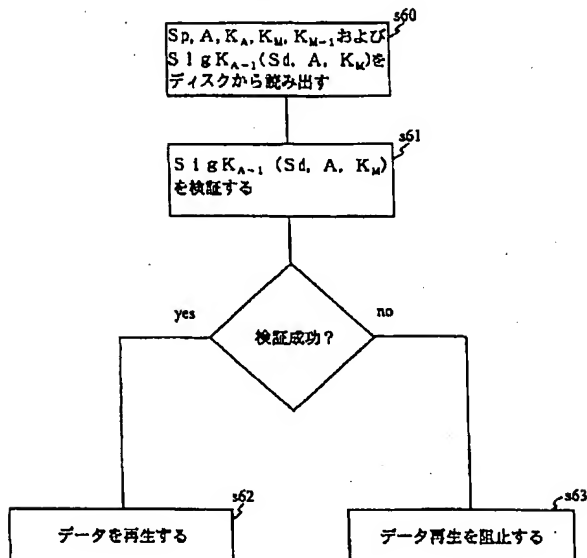 s60
Sp, A, K_A, K_M, K_M-1および
SigK_A-1(Sd, A, K_M)を
ディスクから読み出す
s61
SigK_A-1 (Sd, A, K_M)
を検証する
yes
検証成功?
no
s62
データを再生する
s63
データ再生を阻止する